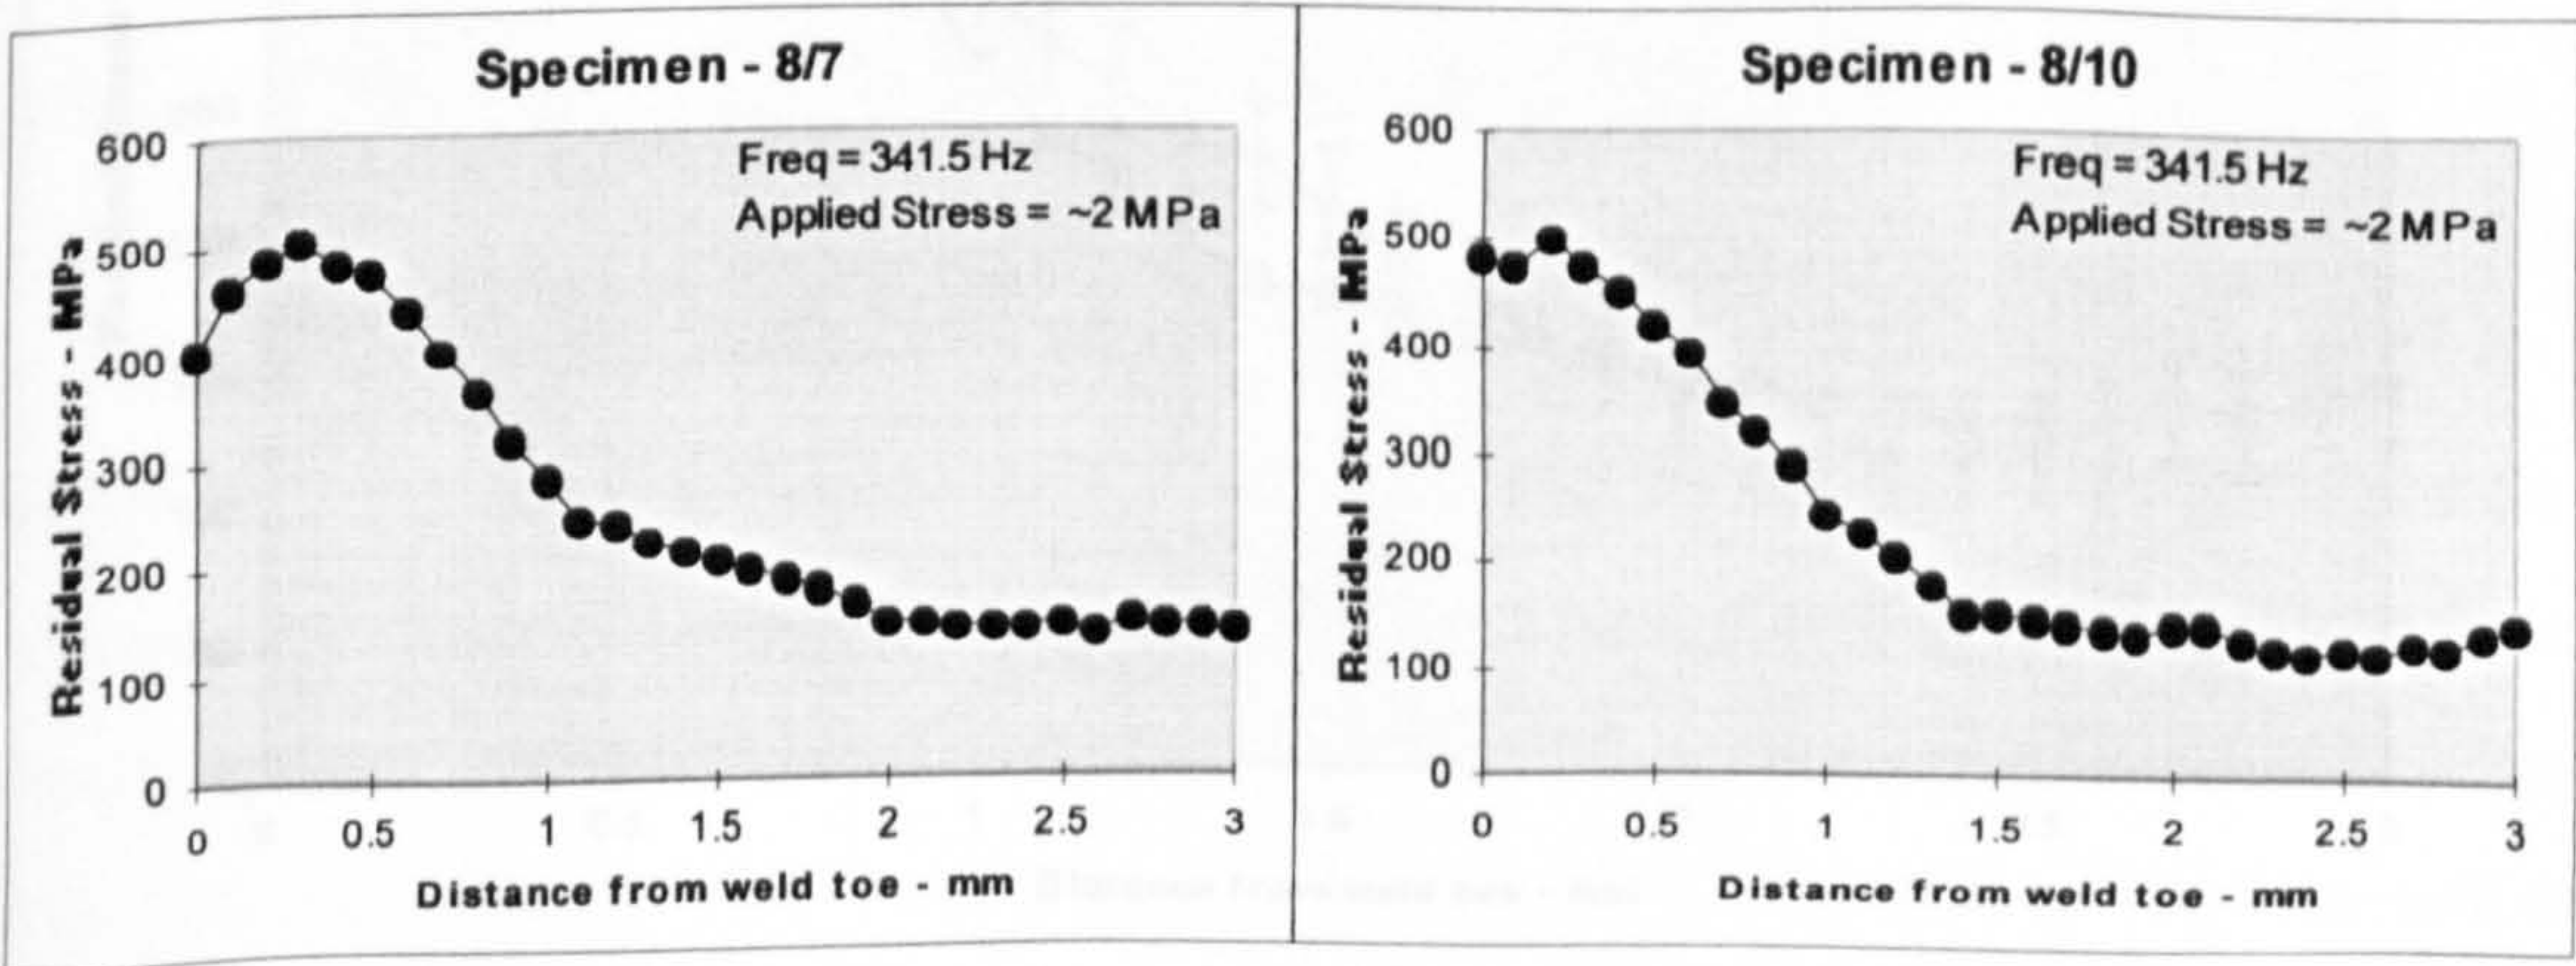 Specimen - 8/7
Freq = 341.5 Hz
Applied Stress = ~2 MPa
Residual Stress - MPa
600
500
400
300
200
100
0
0 0.5 1 1.5 2 2.5 3
Distance from weld toe - mm
Specimen - 8/10
Freq = 341.5 Hz
Applied Stress = ~2 MPa
Residual Stress - MPa
600
500
400
300
200
100
0
0 0.5 1 1.5 2 2.5 3
Distance from weld toe - mm